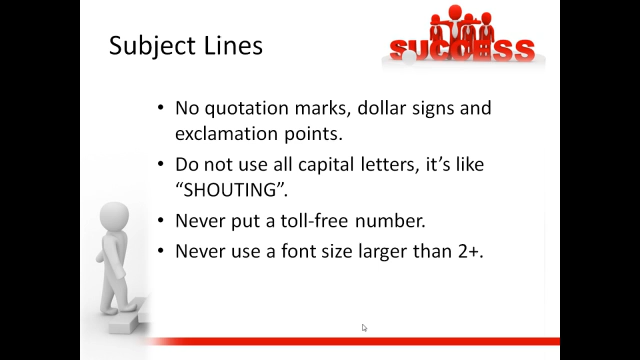 Subject Lines
SUCCESS
• No quotation marks, dollar signs and
exclamation points.
• Do not use all capital letters, it's like
“SHOUTING”.
• Never put a toll-free number.
• Never use a font size larger than 2+.